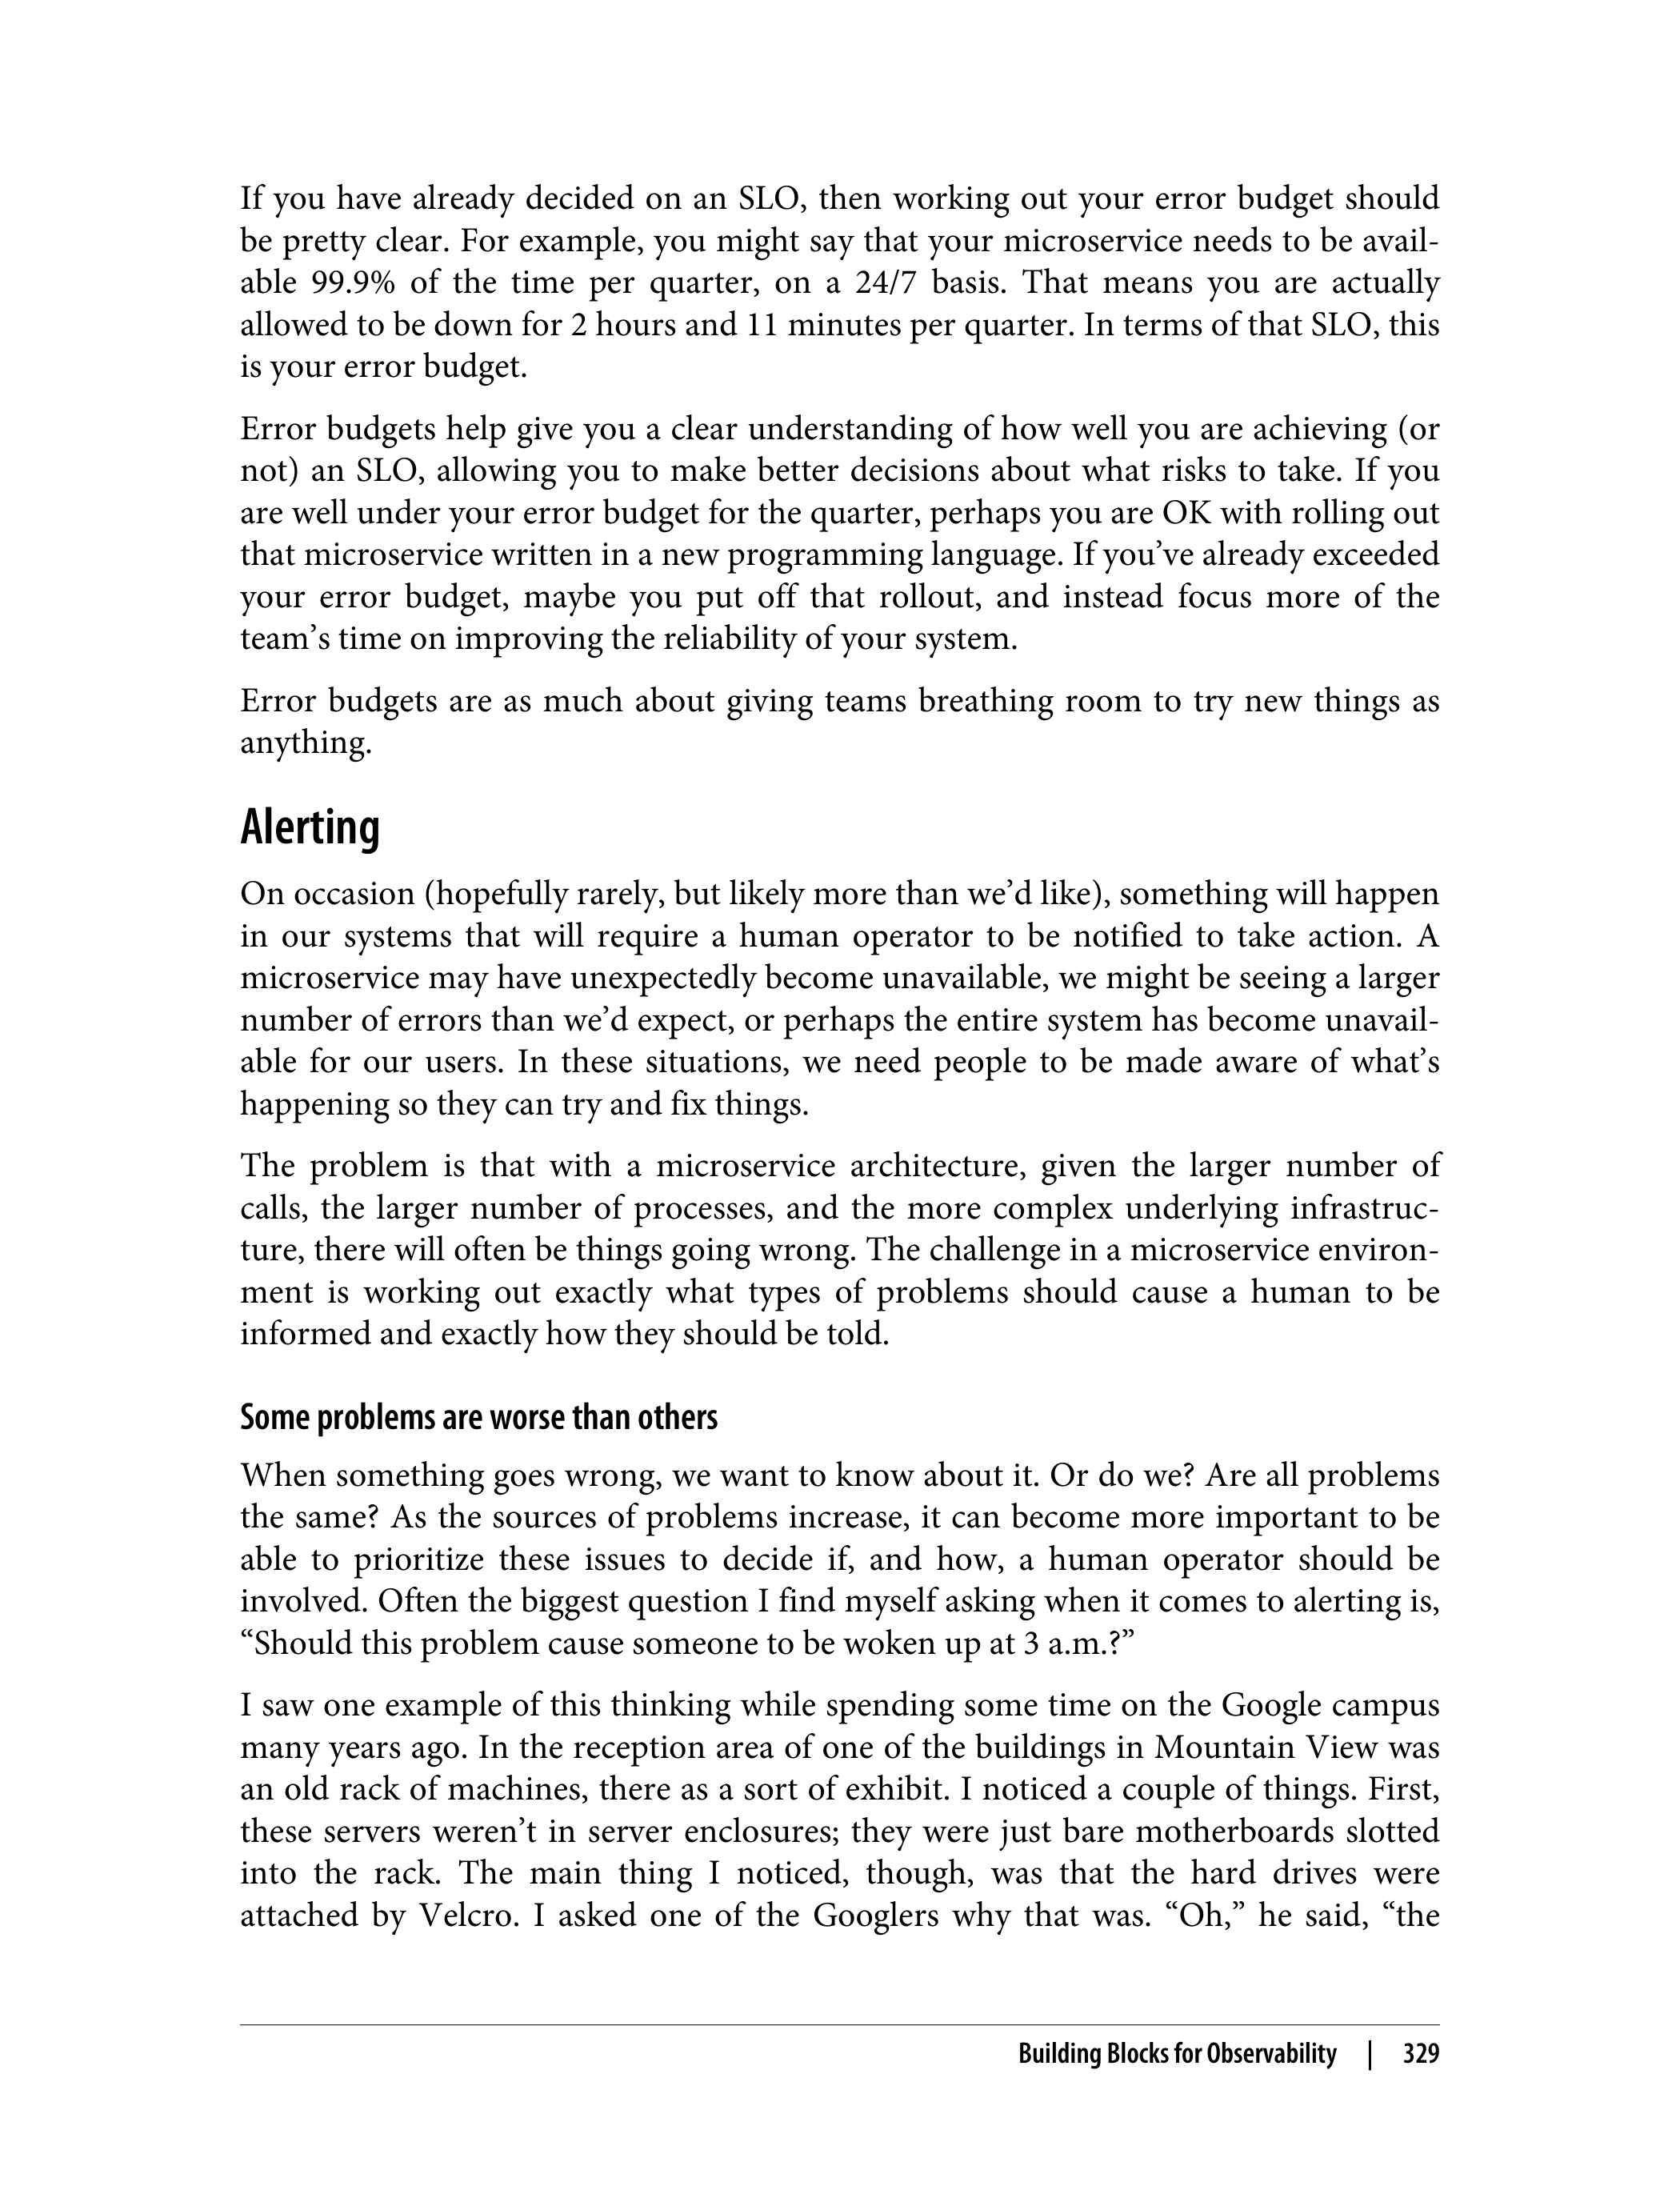 If you have already decided on an SLO, then working out your error budget should
be pretty clear. For example, you might say that your microservice needs to be avail-
able 99.9% of the time per quarter, on a 24/7 basis. That means you are actually
allowed to be down for 2 hours and 11 minutes per quarter. In terms of that SLO, this
is your error budget.
Error budgets help give you a clear understanding of how well you are achieving (or
not) an SLO, allowing you to make better decisions about what risks to take. If you
are well under your error budget for the quarter, perhaps you are OK with rolling out
that microservice written in a new programming language. If you’ve already exceeded
your error budget, maybe you put off that rollout, and instead focus more of the
team’s time on improving the reliability of your system.
Error budgets are as much about giving teams breathing room to try new things as
anything.
Alerting
On occasion (hopefully rarely, but likely more than we’d like), something will happen
in our systems that will require a human operator to be notified to take action. A
microservice may have unexpectedly become unavailable, we might be seeing a larger
number of errors than we’d expect, or perhaps the entire system has become unavail-
able for our users. In these situations, we need people to be made aware of what’s
happening so they can try and fix things.
The problem is that with a microservice architecture, given the larger number of
calls, the larger number of processes, and the more complex underlying infrastruc-
ture, there will often be things going wrong. The challenge in a microservice environ-
ment is working out exactly what types of problems should cause a human to be
informed and exactly how they should be told.
Some problems are worse than others
When something goes wrong, we want to know about it. Or do we? Are all problems
the same? As the sources of problems increase, it can become more important to be
able to prioritize these issues to decide if, and how, a human operator should be
involved. Often the biggest question I find myself asking when it comes to alerting is,
“Should this problem cause someone to be woken up at 3 a.m.?”
I saw one example of this thinking while spending some time on the Google campus
many years ago. In the reception area of one of the buildings in Mountain View was
an old rack of machines, there as a sort of exhibit. I noticed a couple of things. First,
these servers weren’t in server enclosures; they were just bare motherboards slotted
into the rack. The main thing I noticed, though, was that the hard drives were
attached by Velcro. I asked one of the Googlers why that was. “Oh,” he said, “the
Building Blocks for Observability | 329